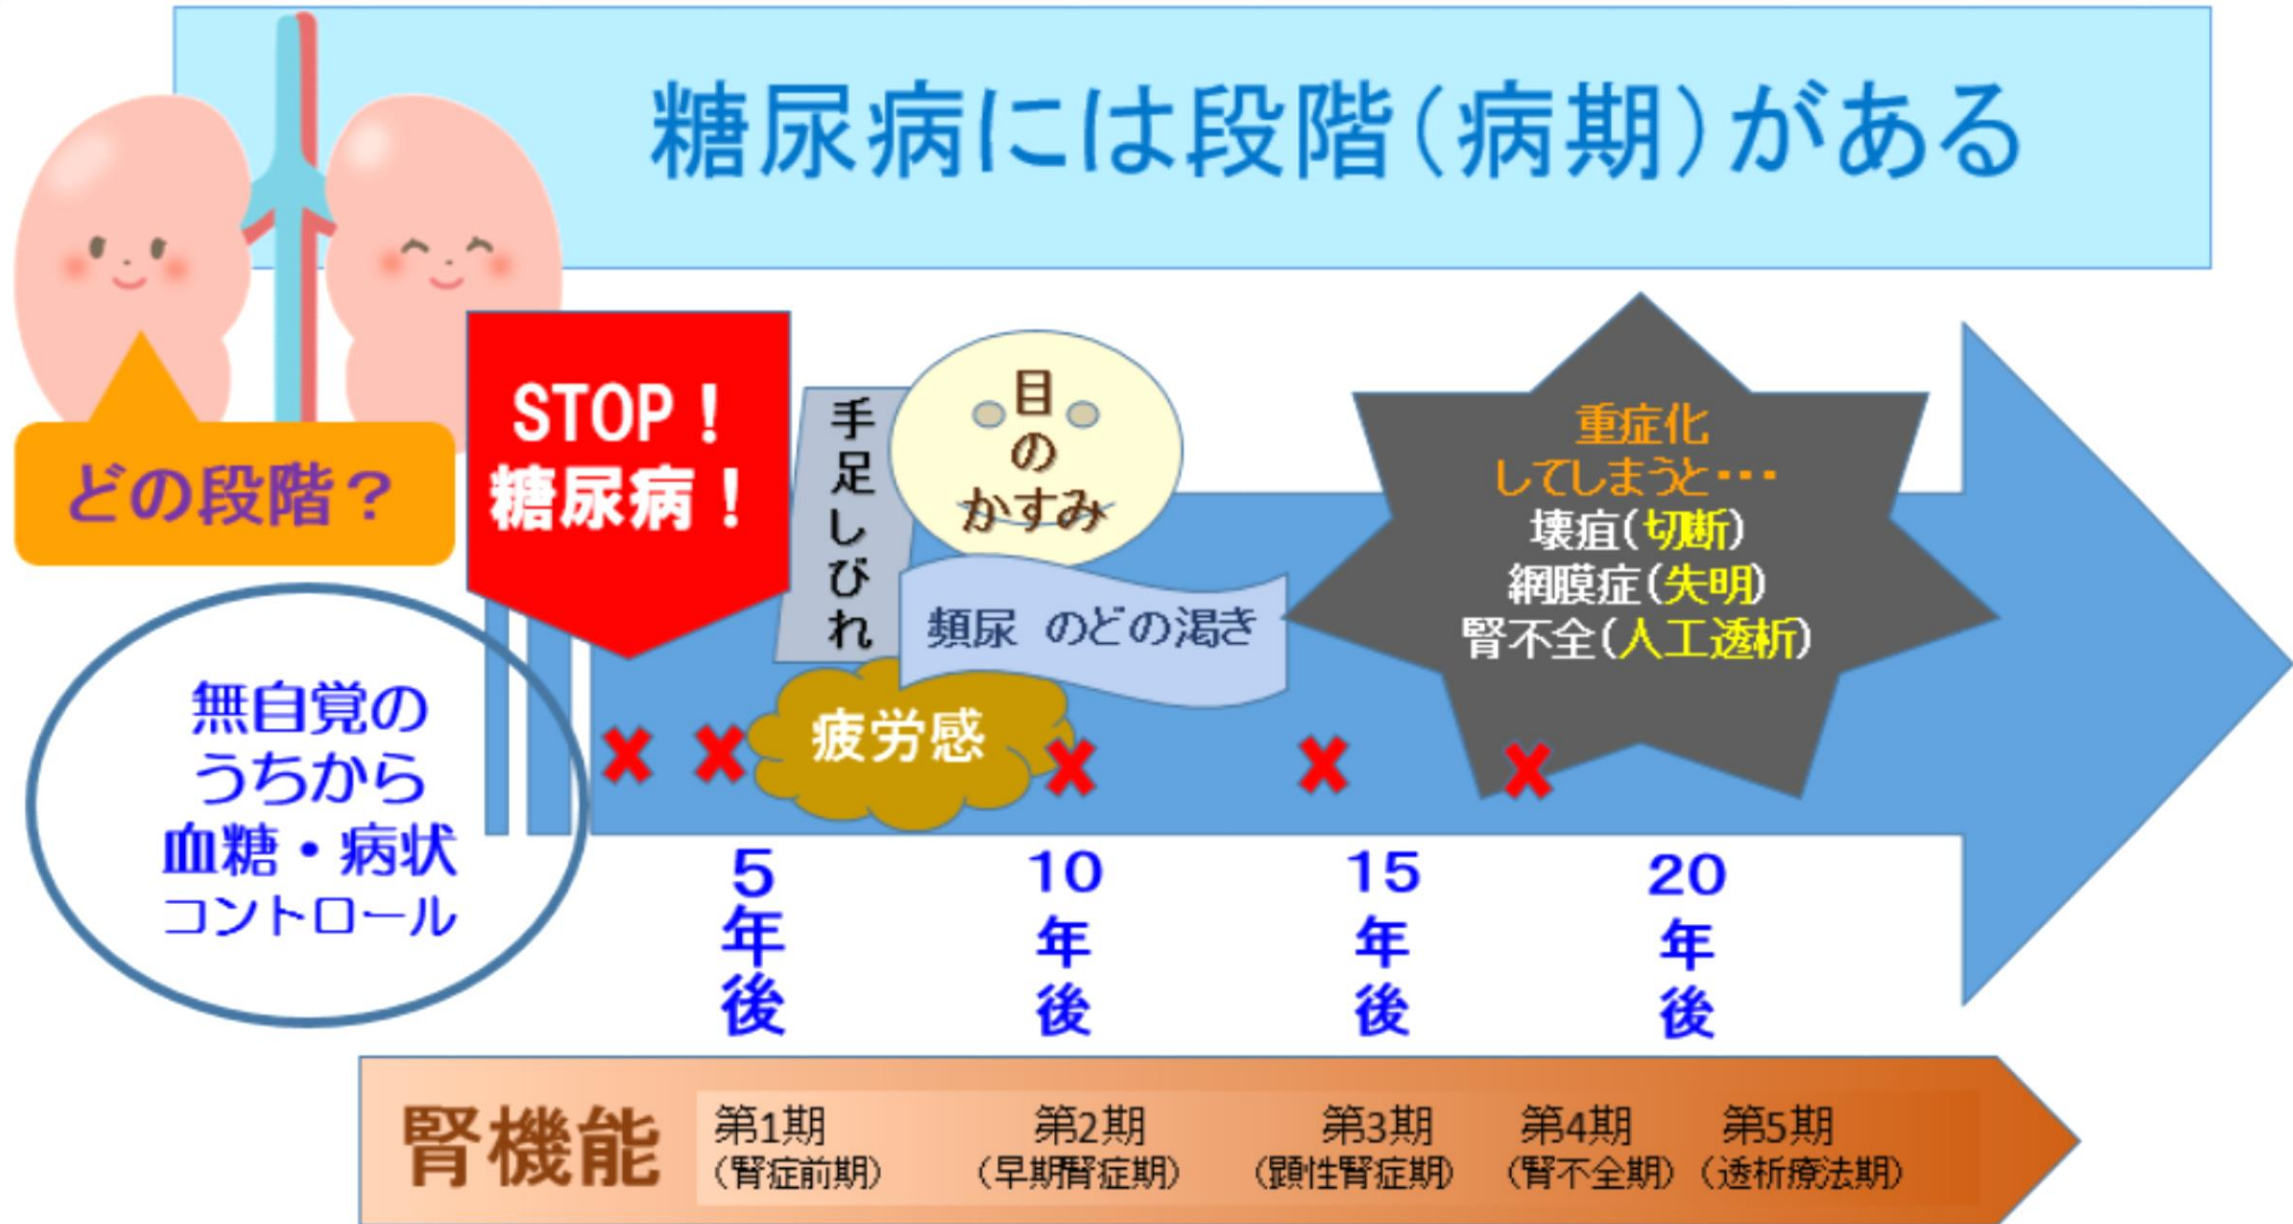 糖尿病には段階（病期）がある
どの段階？
STOP！
糖尿病！
手足しびれ
目
の
かすみ
頻尿 のどの渇き
疲労感
重症化
してしまうと・・・
壊疽（切断）
網膜症（失明）
腎不全（人工透析）
無自覚の
うちから
血糖・病状
コントロール
5年後
10年後
15年後
20年後
腎機能
第1期
（腎症前期）
第2期
（早期腎症期）
第3期
（顕性腎症期）
第4期
（腎不全期）
第5期
（透析療法期）